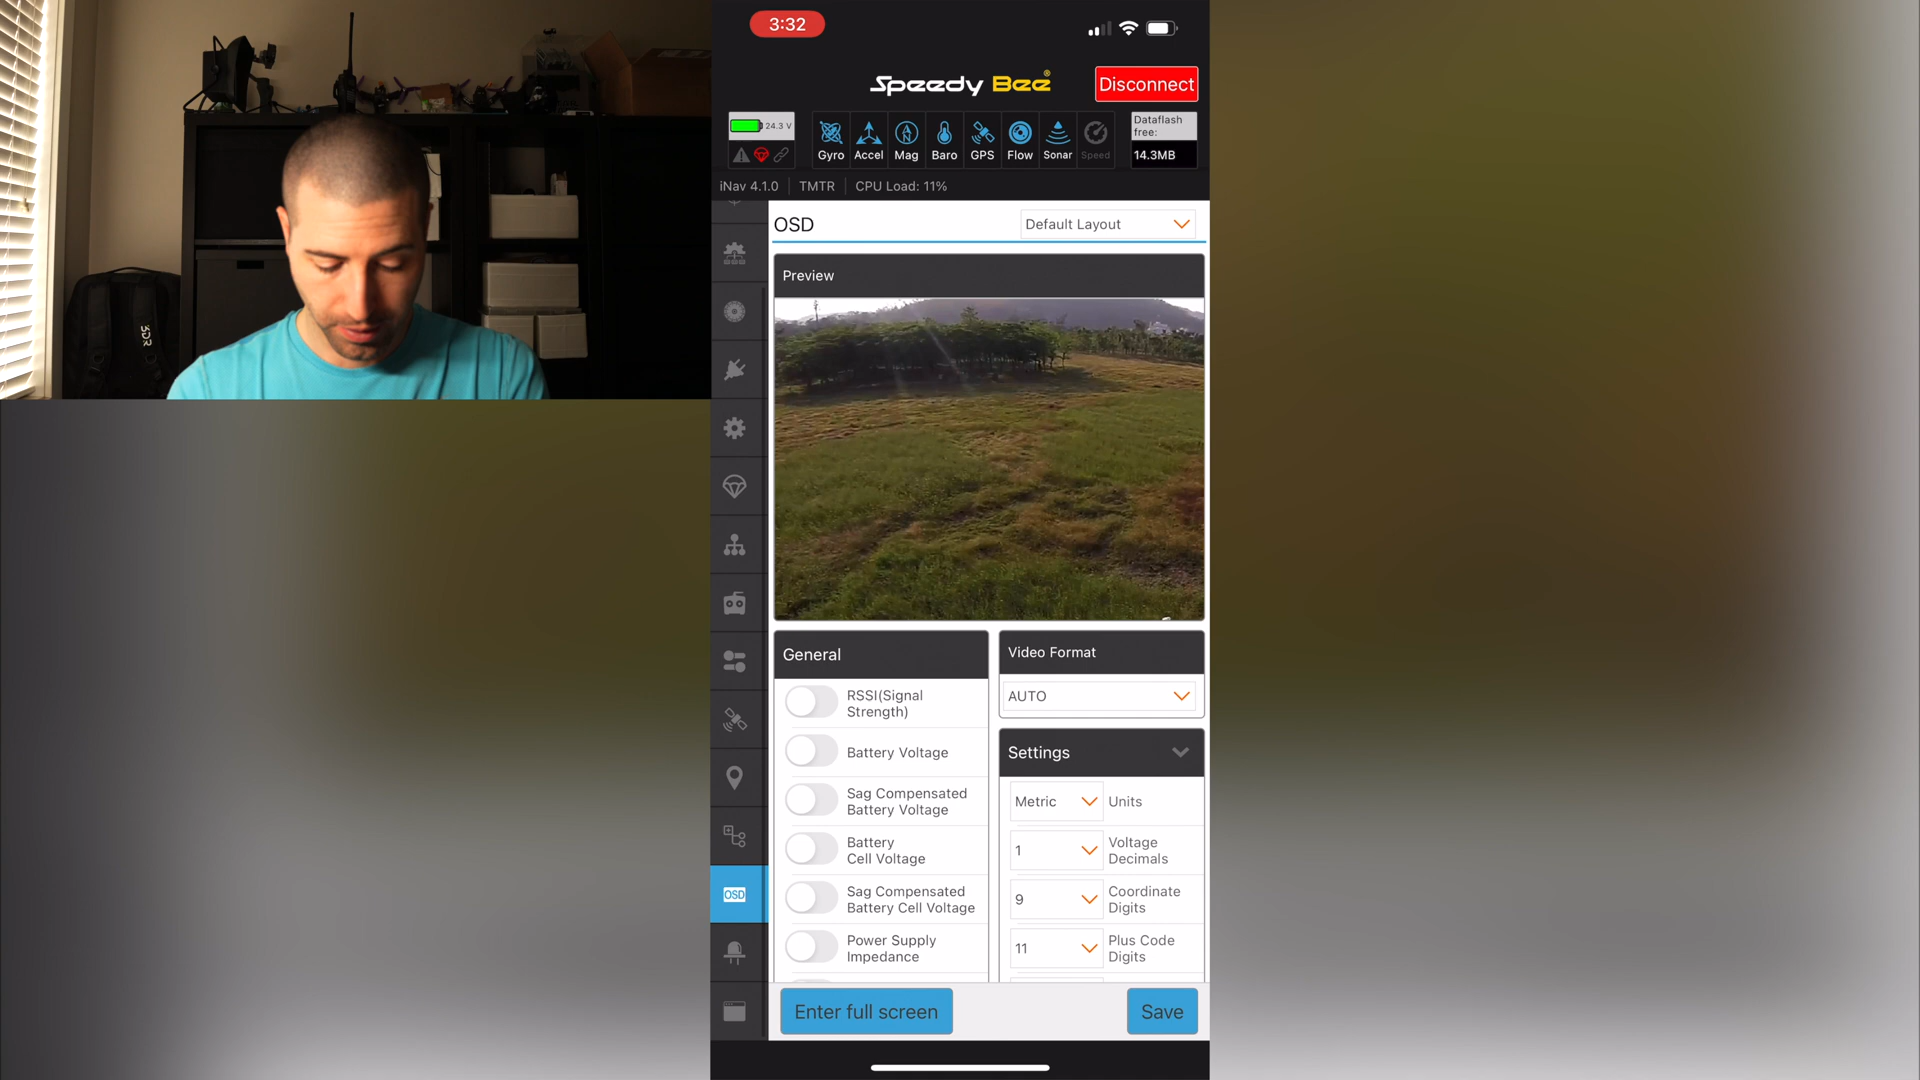 3:32
Speedy Bee
Disconnect
24.3 V
Gyro
Accel
Mag
Baro
GPS
Flow
Sonar
Speed
Dataflash
free:
14.3MB
iNav 4.1.0
TMTR
CPU Load: 11%
OSD
Default Layout
Preview
General
RSSI(Signal
Strength)
Battery Voltage
Sag Compensated
Battery Voltage
Battery
Cell Voltage
Sag Compensated
Battery Cell Voltage
Power Supply
Impedance
Video Format
AUTO
Settings
Metric
Units
1
Voltage
Decimals
9
Coordinate
Digits
11
Plus Code
Digits
OSD
Enter full screen
Save